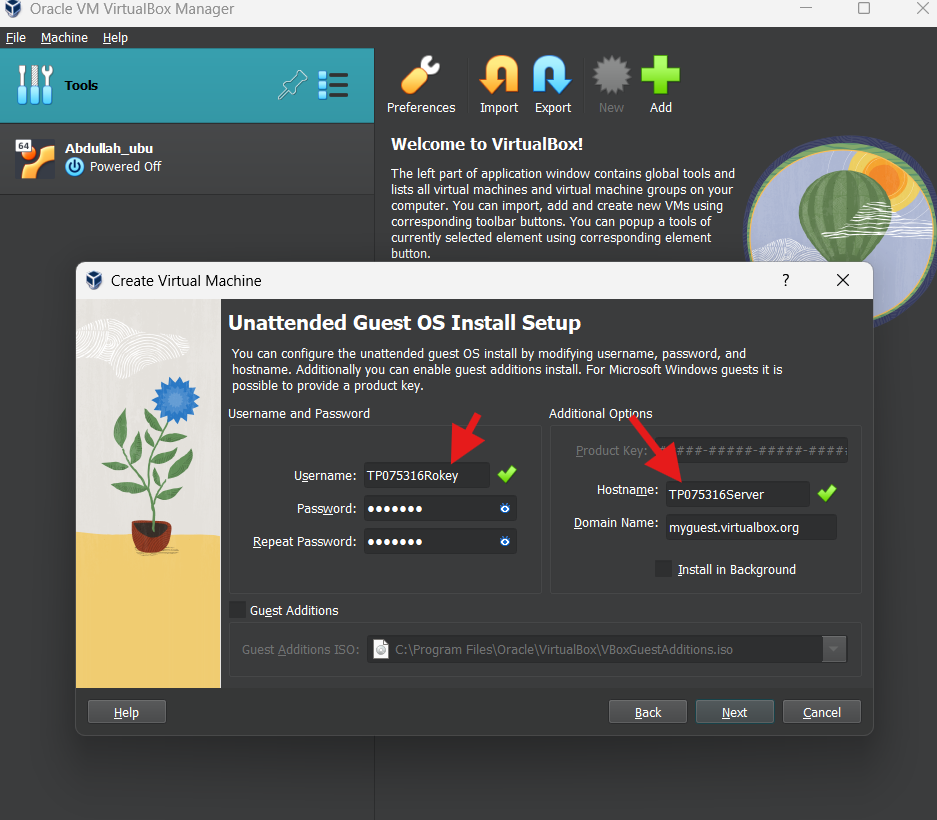 Oracle VM VirtualBox Manager
File Machine Help
Tools
Preferences Import Export New Add
64
Abdullah_ubu
Powered Off
Welcome to VirtualBox!
The left part of application window contains global tools and
lists all virtual machines and virtual machine groups on your
computer. You can import, add and create new VMs using
corresponding toolbar buttons. You can popup a tools of
currently selected element using corresponding element
button.
Create Virtual Machine
?
Unattended Guest OS Install Setup
You can configure the unattended guest OS install by modifying username, password, and
hostname. Additionally you can enable guest additions install. For Microsoft Windows guests it is
possible to provide a product key.
Username and Password
Username: TP075316Rokey
Password: ●●●●●●●
Repeat Password: ●●●●●●●
Additional Options
Product Key: #####-#####-#####-####
Hostname: TP075316Server
Domain Name: myguest.virtualbox.org
Install in Background
Guest Additions
Guest Additions ISO: C:\Program Files\Oracle\VirtualBox\VBoxGuestAdditions.iso
Help Back Next Cancel